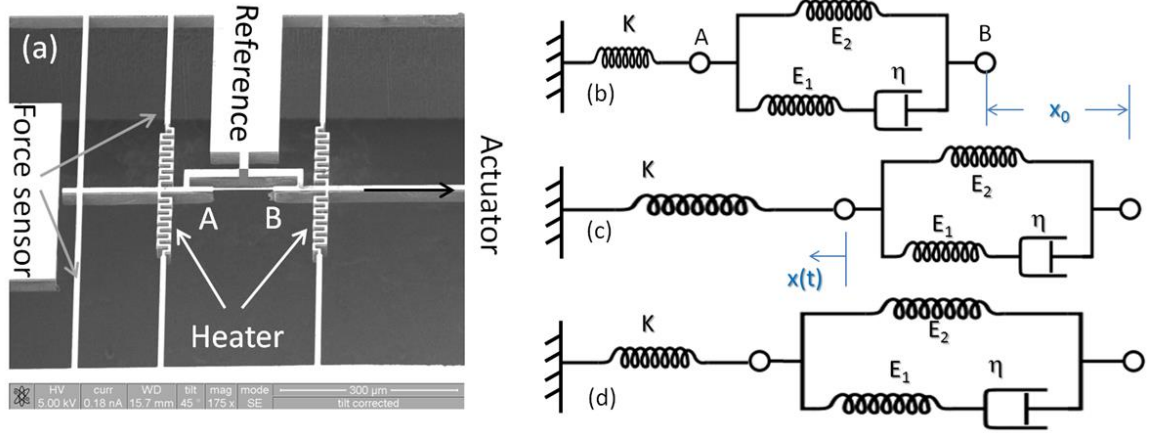 (a)
Force sensor
Reference
Actuator
A
B
Heater
HV
curr
WD
tilt
mag
mode
300 µm
5.00 kV
0.18 nA
15.7 mm
45 °
175 x
SE
tilt corrected
K
A
E₂
B
E₁
η
(b)
x₀
K
E₂
E₁
η
(c)
x(t)
K
E₂
E₁
η
(d)